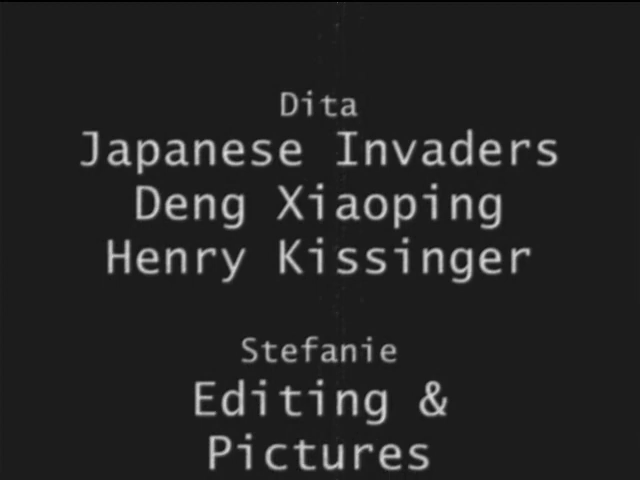 Dita
Japanese Invaders
Deng Xiaoping
Henry Kissinger
Stefanie
Editing &
Pictures